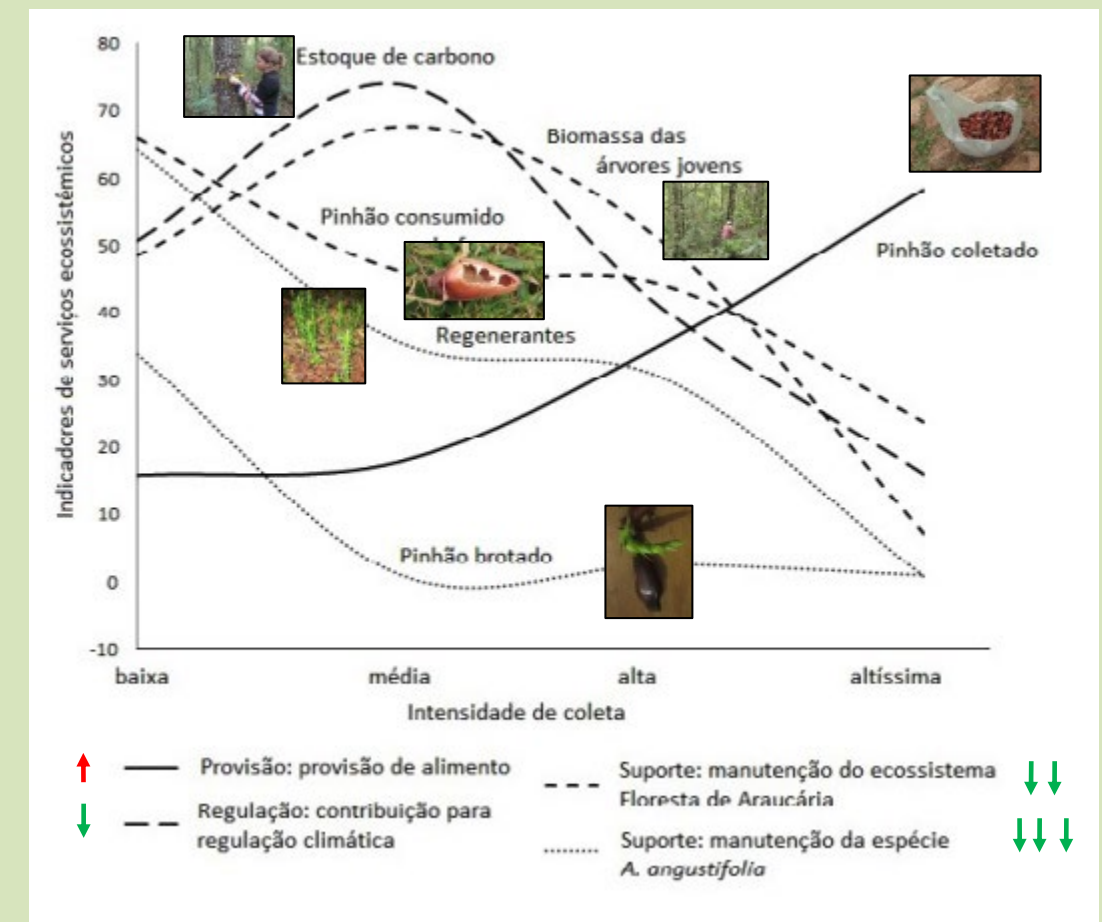 Indicadores de serviços ecossistêmicos
80
70
60
50
40
30
20
10
0
-10
Estoque de carbono
Biomassa das
árvores jovens
Pinhão consumido
Pinhão coletado
Regenerantes
Pinhão brotado
baixa média alta altíssima
Intensidade de coleta
Provisão: provisão de alimento
Regulação: contribuição para
regulação climática
Suporte: manutenção do ecossistema
Floresta de Araucária
Suporte: manutenção da espécie
A. angustifolia